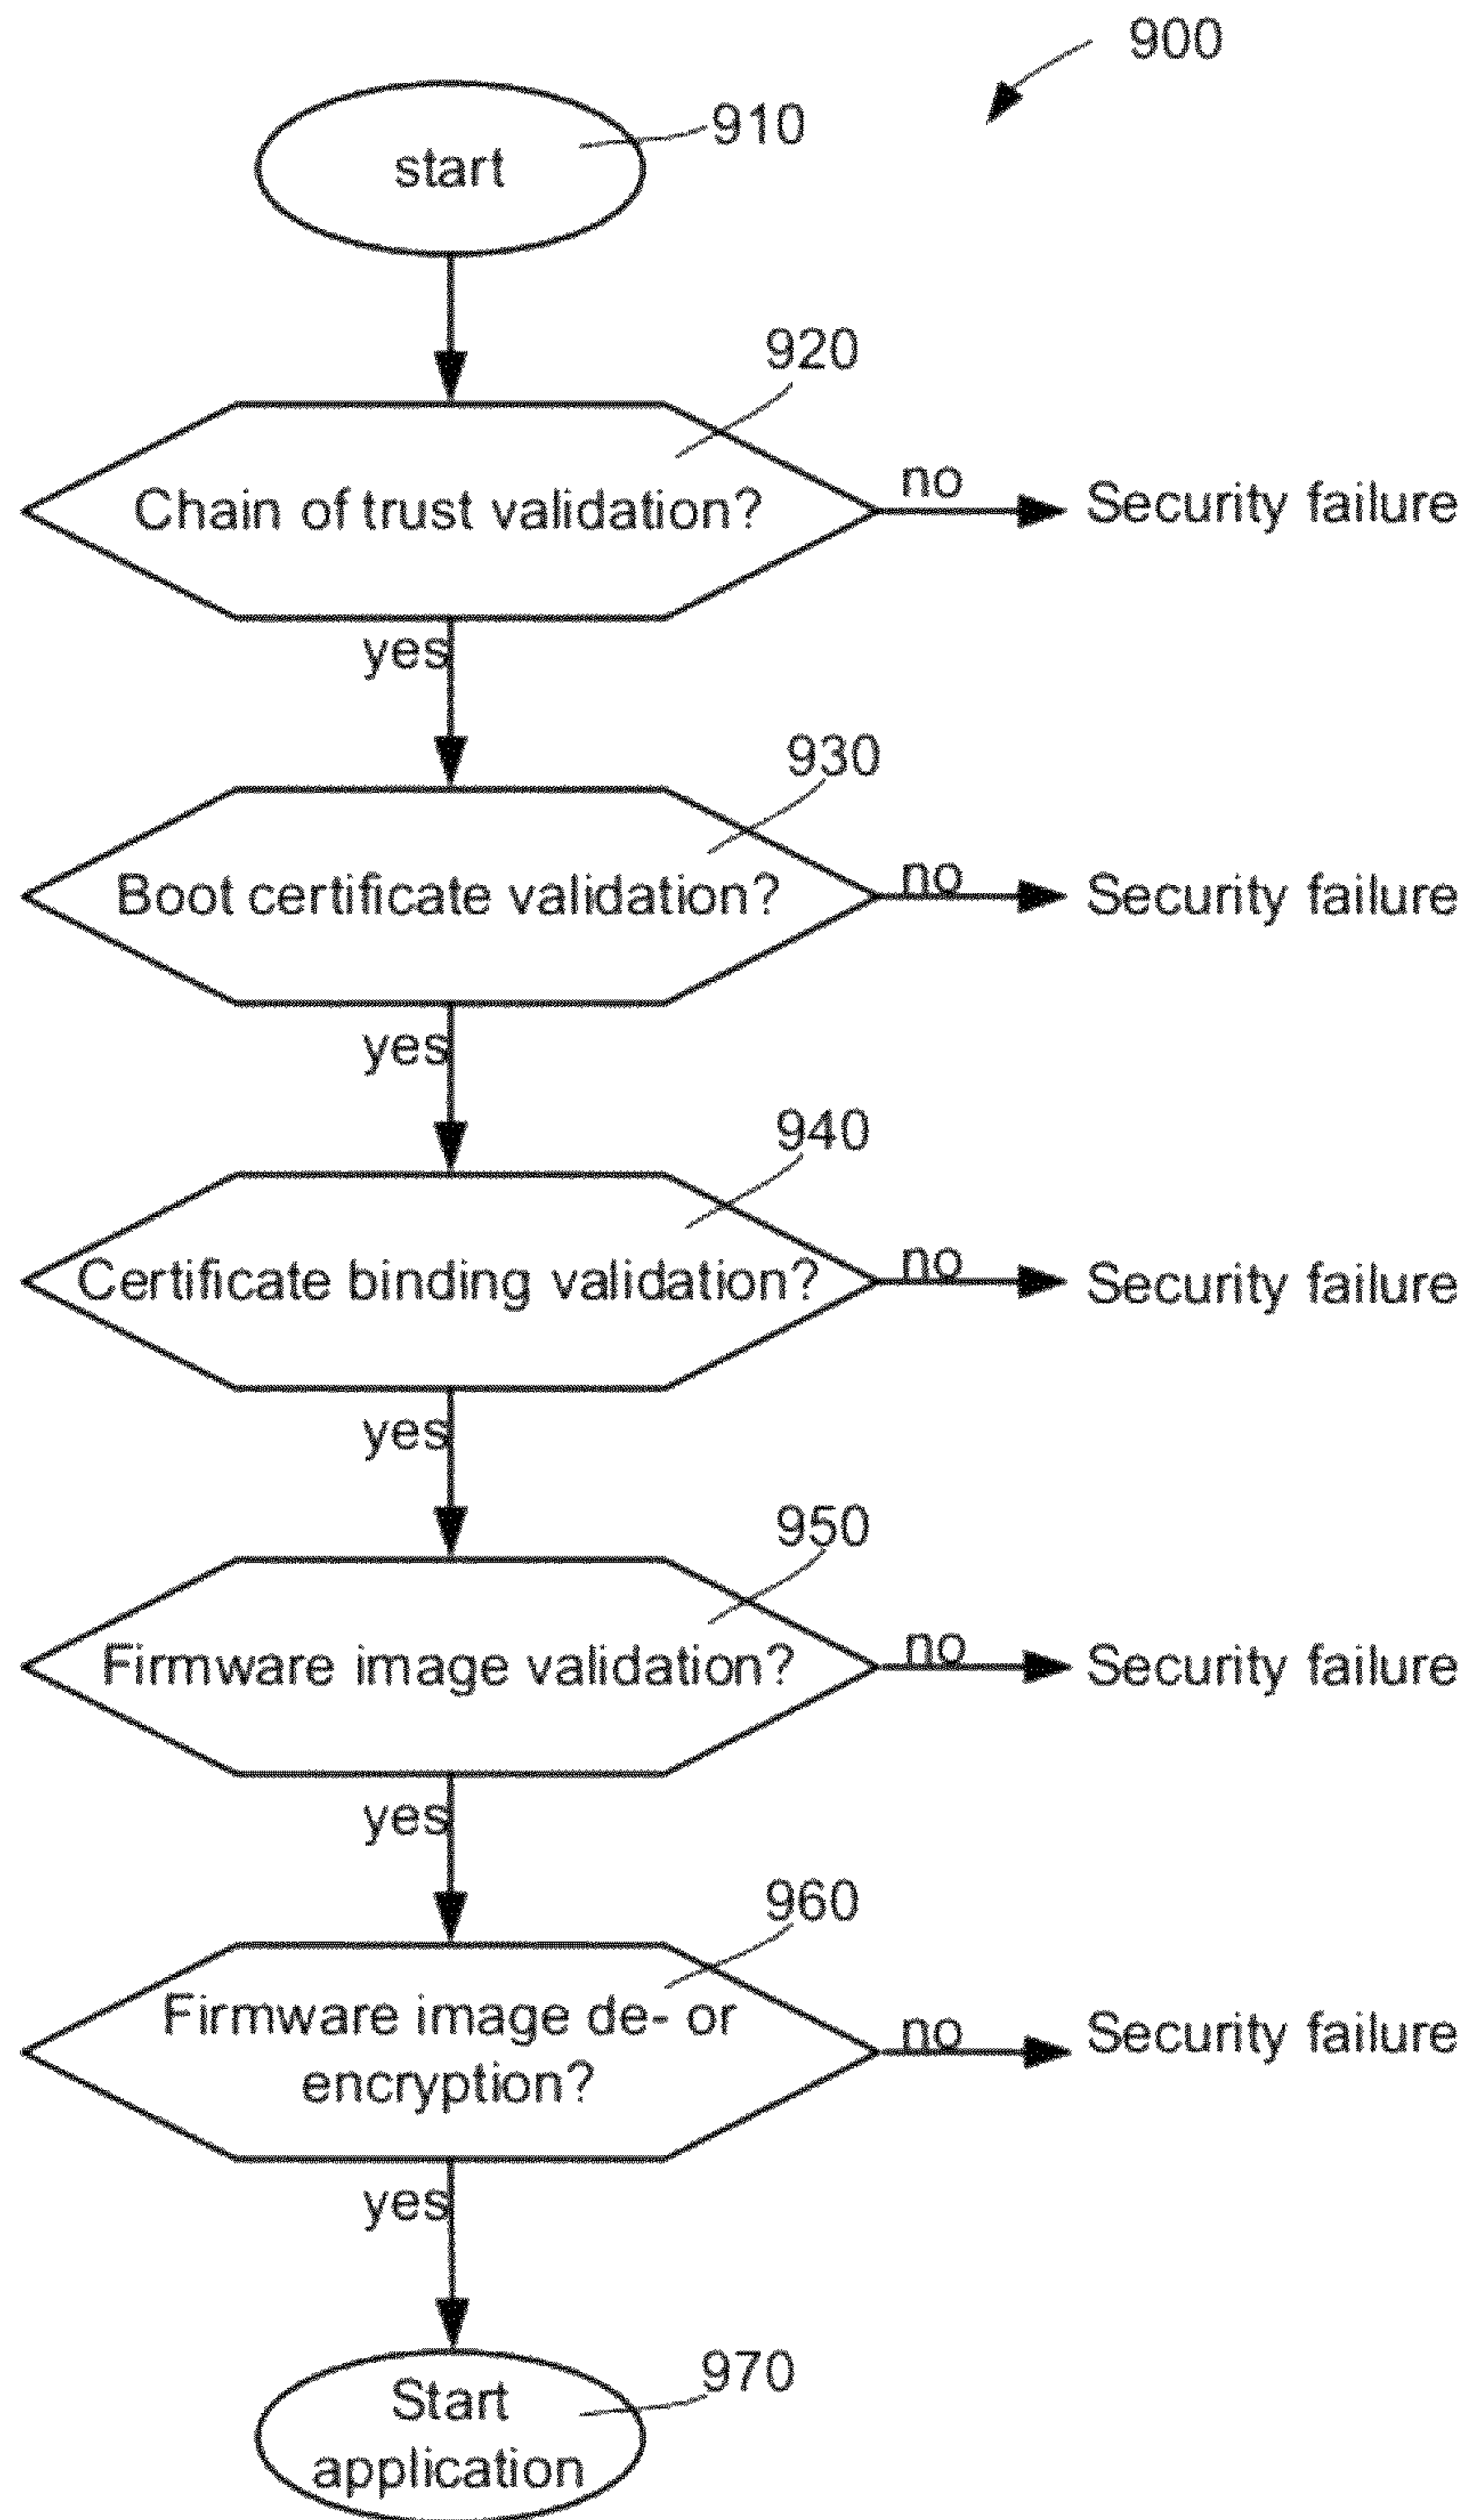 900
910
start
920
Chain of trust validation?
no
Security failure
yes
930
Boot certificate validation?
no
Security failure
yes
940
Certificate binding validation?
no
Security failure
yes
950
Firmware image validation?
no
Security failure
yes
960
Firmware image de- or
encryption?
no
Security failure
yes
970
Start
application